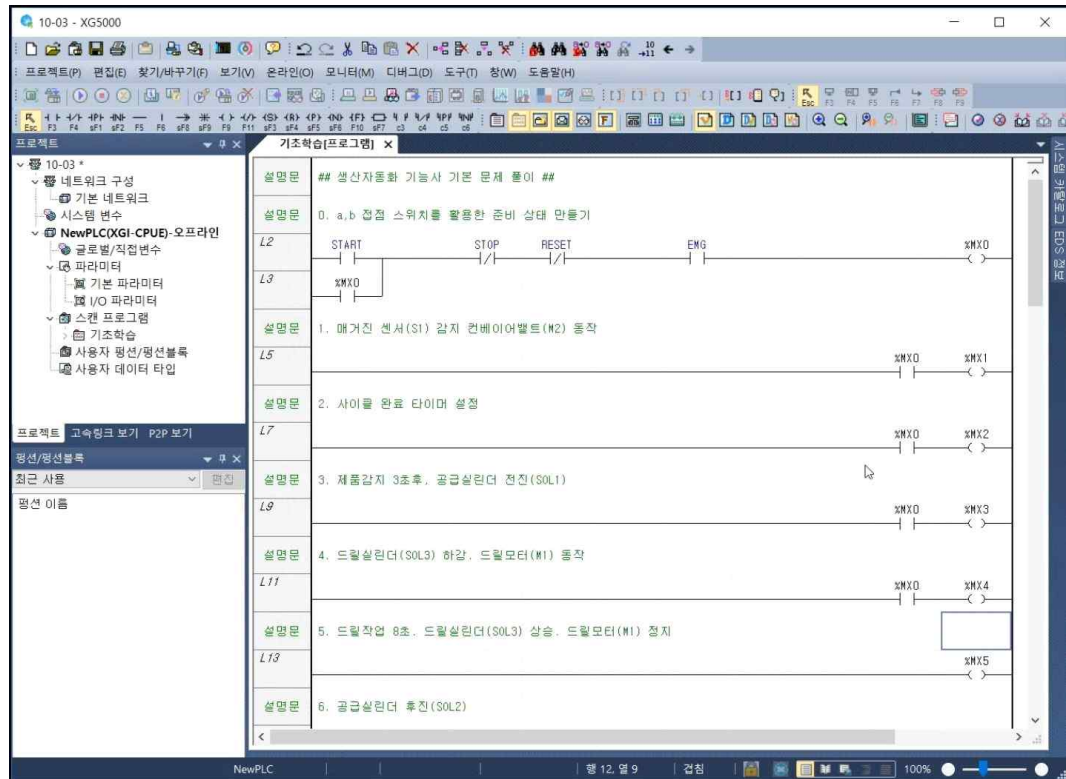 10-03 - XG5000
프로젝트(P) 편집(E) 찾기/바꾸기(F) 보기(V) 온라인(O) 모니터(M) 디버그(D) 도구(T) 창(W) 도움말(H)
프로젝트
기초학습[프로그램]
10-03 *
네트워크 구성
기본 네트워크
시스템 변수
NewPLC(XGI-CPUE)-오프라인
글로벌/직접변수
파라미터
기본 파라미터
I/O 파라미터
스캔 프로그램
기초학습
사용자 펑션/펑션블록
사용자 데이터 타입
프로젝트 고속링크 보기 P2P 보기
펑션/펑션블록
최근 사용 편집
펑션 이름
설명문 ## 생산자동화 기능사 기본 문제 풀이 ##
설명문 0. a,b 접점 스위치를 활용한 준비 상태 만들기
L2 START STOP RESET EMG %MX0
L3 %MX0
설명문 1. 매거진 센서(S1) 감지 컨베이어밸트(M2) 동작
L5 %MX0 %MX1
설명문 2. 사이클 완료 타이머 설정
L7 %MX0 %MX2
설명문 3. 제품감지 3초후, 공급실린더 전진(SOL1)
L9 %MX0 %MX3
설명문 4. 드릴실린더(SOL3) 하강, 드릴모터(M1) 동작
L11 %MX0 %MX4
설명문 5. 드릴작업 8초, 드릴실린더(SOL3) 상승, 드릴모터(M1) 정지
L13 %MX5
설명문 6. 공급실린더 후진(SOL2)
시스템 카탈로그 EDS 정보
NewPLC 행 12, 열 9 겹침 100%